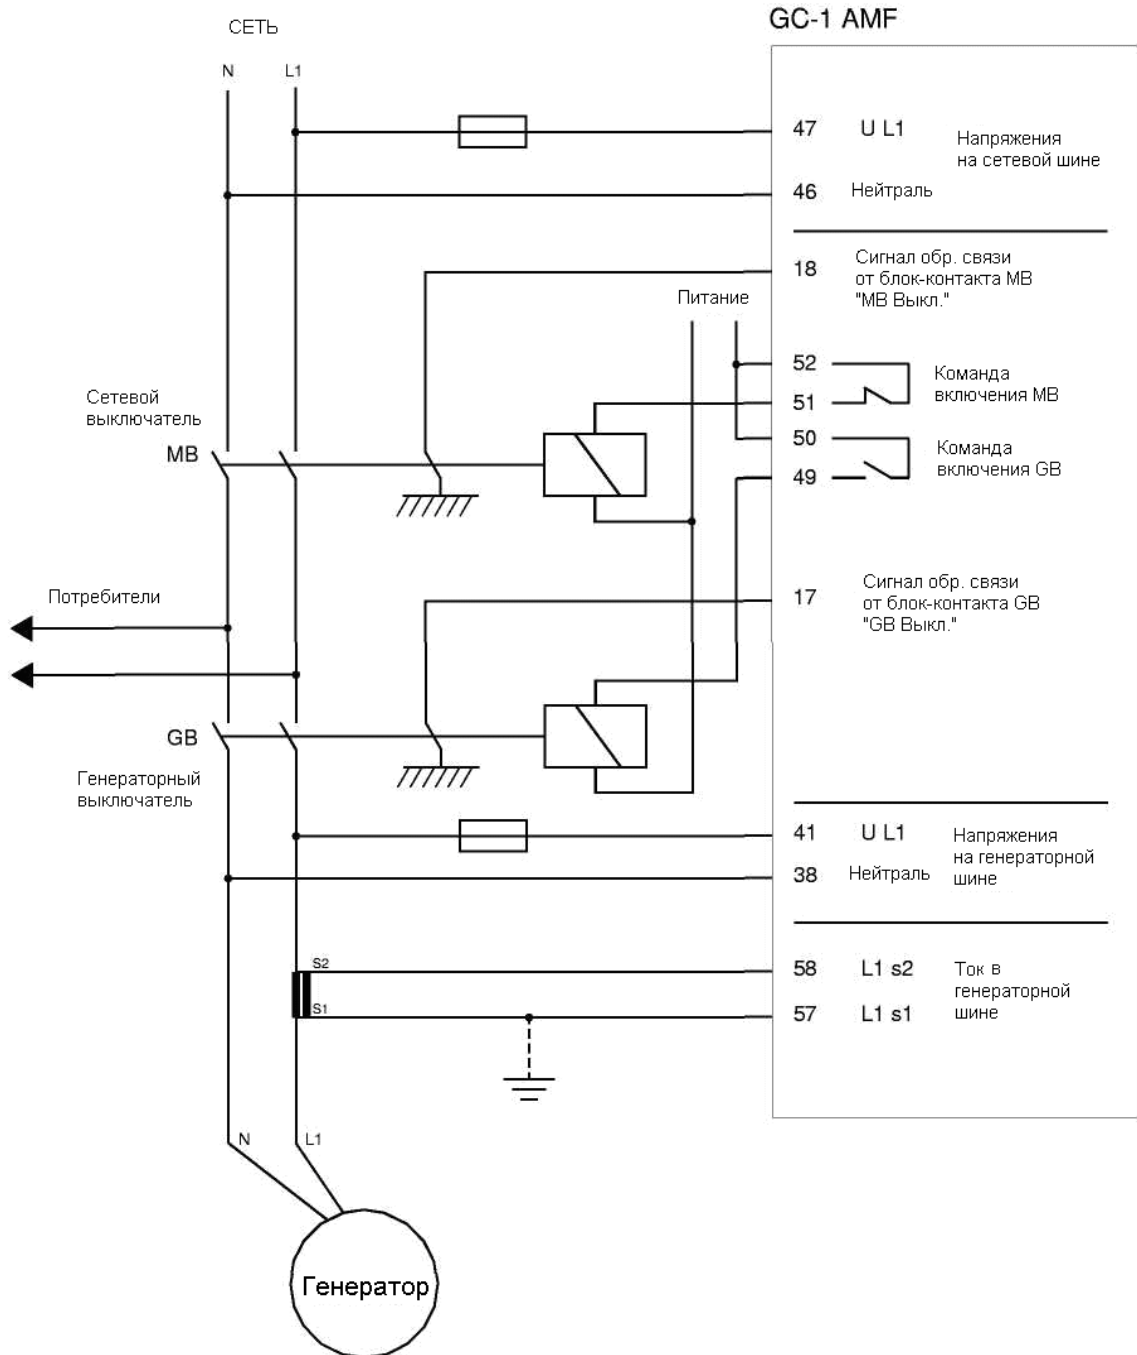 GC-1 AMF
СЕТЬ
N
L1
47 U L1
Напряжения
на сетевой шине
46 Нейтраль
18
Сигнал обр. связи
от блок-контакта MB
"MB Выкл."
Питание
52
51
Команда
включения MB
50
49
Команда
включения GB
Сетевой
выключатель
MB
Потребители
17
Сигнал обр. связи
от блок-контакта GB
"GB Выкл."
GB
Генераторный
выключатель
41 U L1
38 Нейтраль
Напряжения
на генераторной
шине
S2
S1
58 L1 s2
57 L1 s1
Ток в
генераторной
шине
N
L1
Генератор